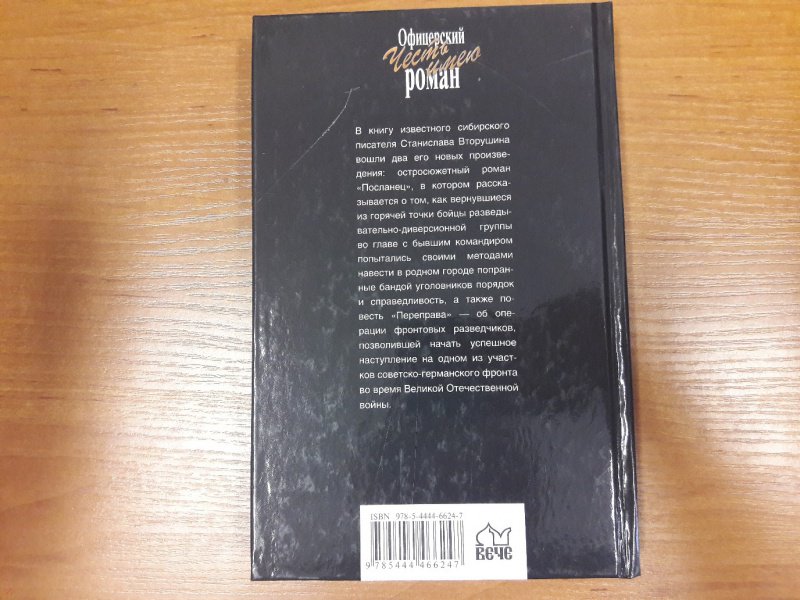 Офицерский
Честь имею
роман
В книгу известного сибирского
писателя Станислава Вторушина
вошли два его новых произве-
дения: остросюжетный роман
«Посланец», в котором расска-
зывается о том, как вернувшиеся
из горячей точки бойцы разведы-
вательно-диверсионной группы
во главе с бывшим командиром
попытались своими методами
навести в родном городе попран-
ные бандой уголовников порядок
и справедливость, а также по-
весть «Переправа» — об опе-
рации фронтовых разведчиков,
позволившей начать успешное
наступление на одном из участ-
ков советско-германского фронта
во время Великой Отечественной
войны.
ISBN 978-5-4444-6624-7
9 785444 466247
ВЕЧЕ